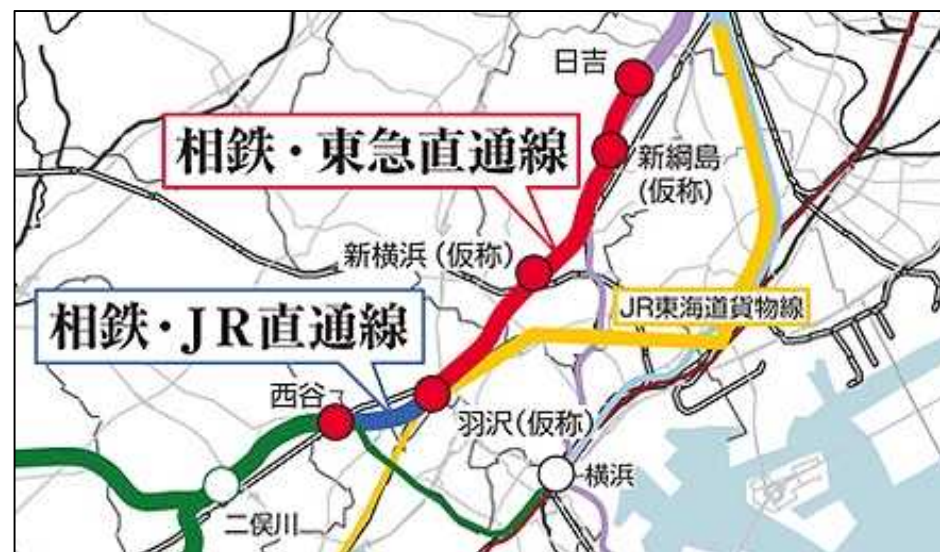 日吉
相鉄・東急直通線
新綱島
(仮称)
新横浜(仮称)
JR東海道貨物線
相鉄・JR直通線
西谷
羽沢(仮称)
横浜
二俣川